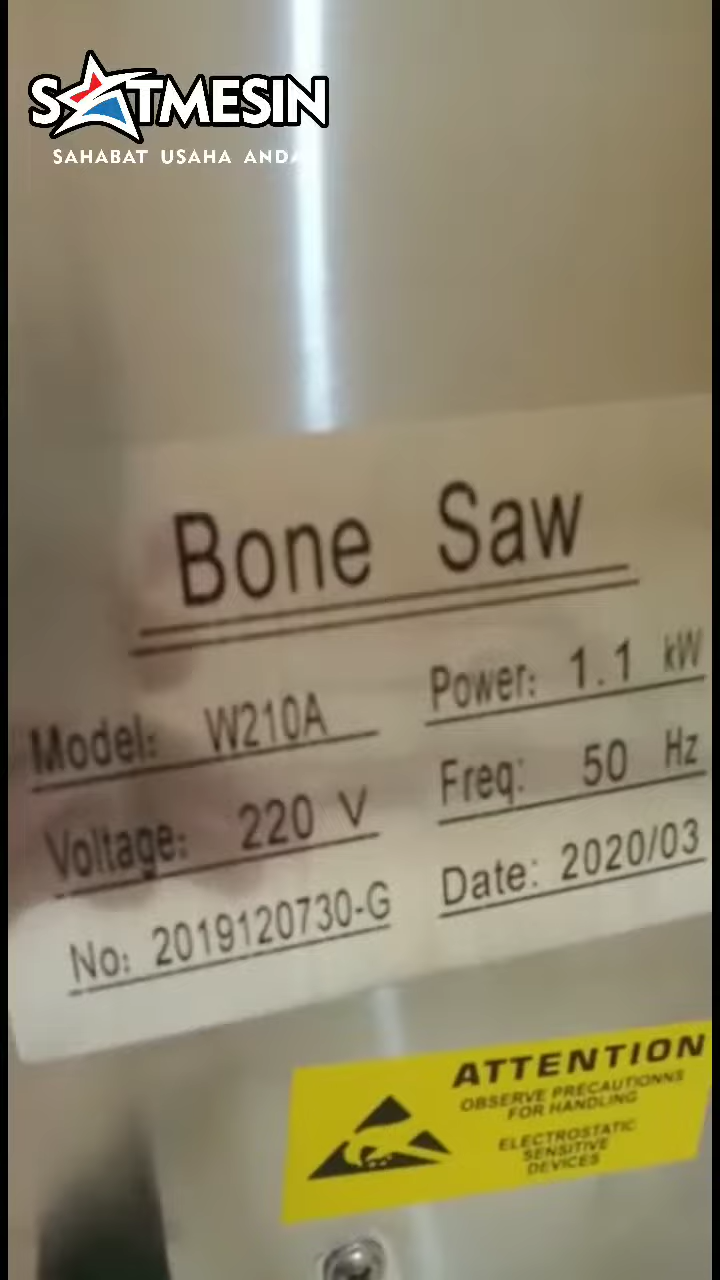 SATMESIN
SAHABAT USAHA ANDA
Bone Saw
Model: W210A Power: 1.1 kW
Voltage: 220 V Freq: 50 Hz
No: 2019120730-G Date: 2020/03
ATTENTION
OBSERVE PRECAUTIONNS
FOR HANDLING
ELECTROSTATIC
SENSITIVE
DEVICES